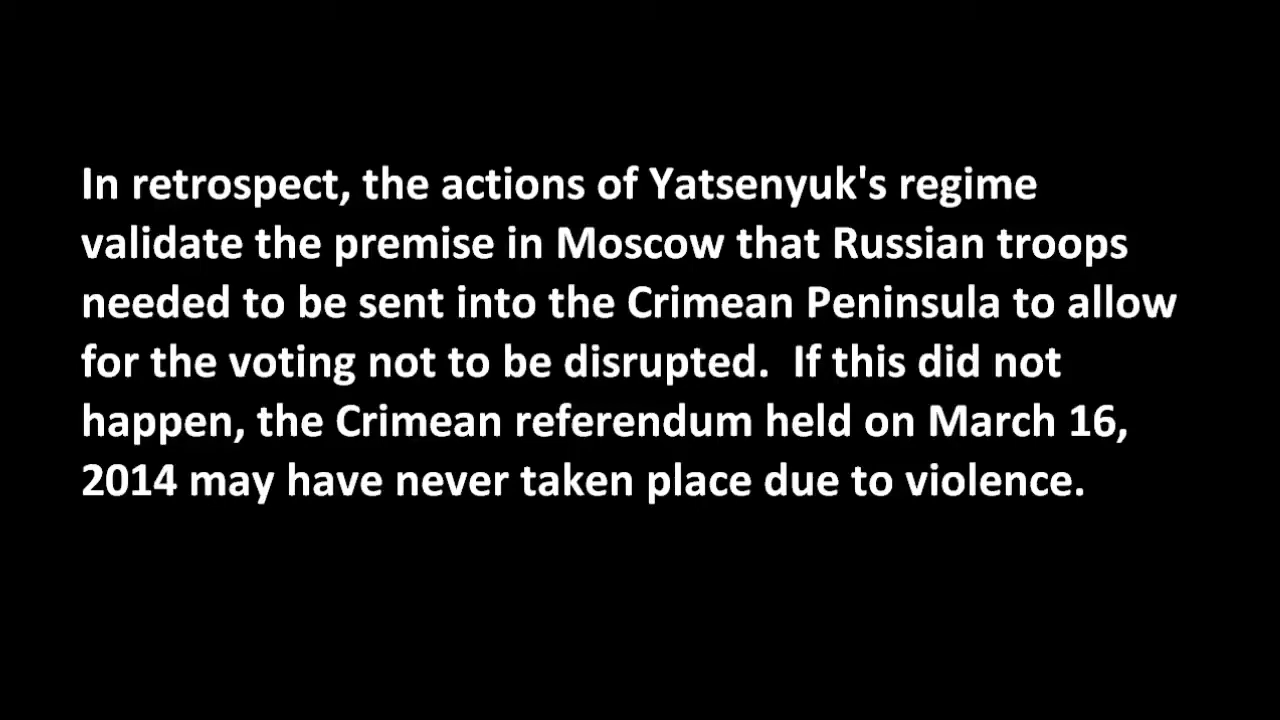 In retrospect, the actions of Yatsenyuk's regime
validate the premise in Moscow that Russian troops
needed to be sent into the Crimean Peninsula to allow
for the voting not to be disrupted.  If this did not
happen, the Crimean referendum held on March 16,
2014 may have never taken place due to violence.